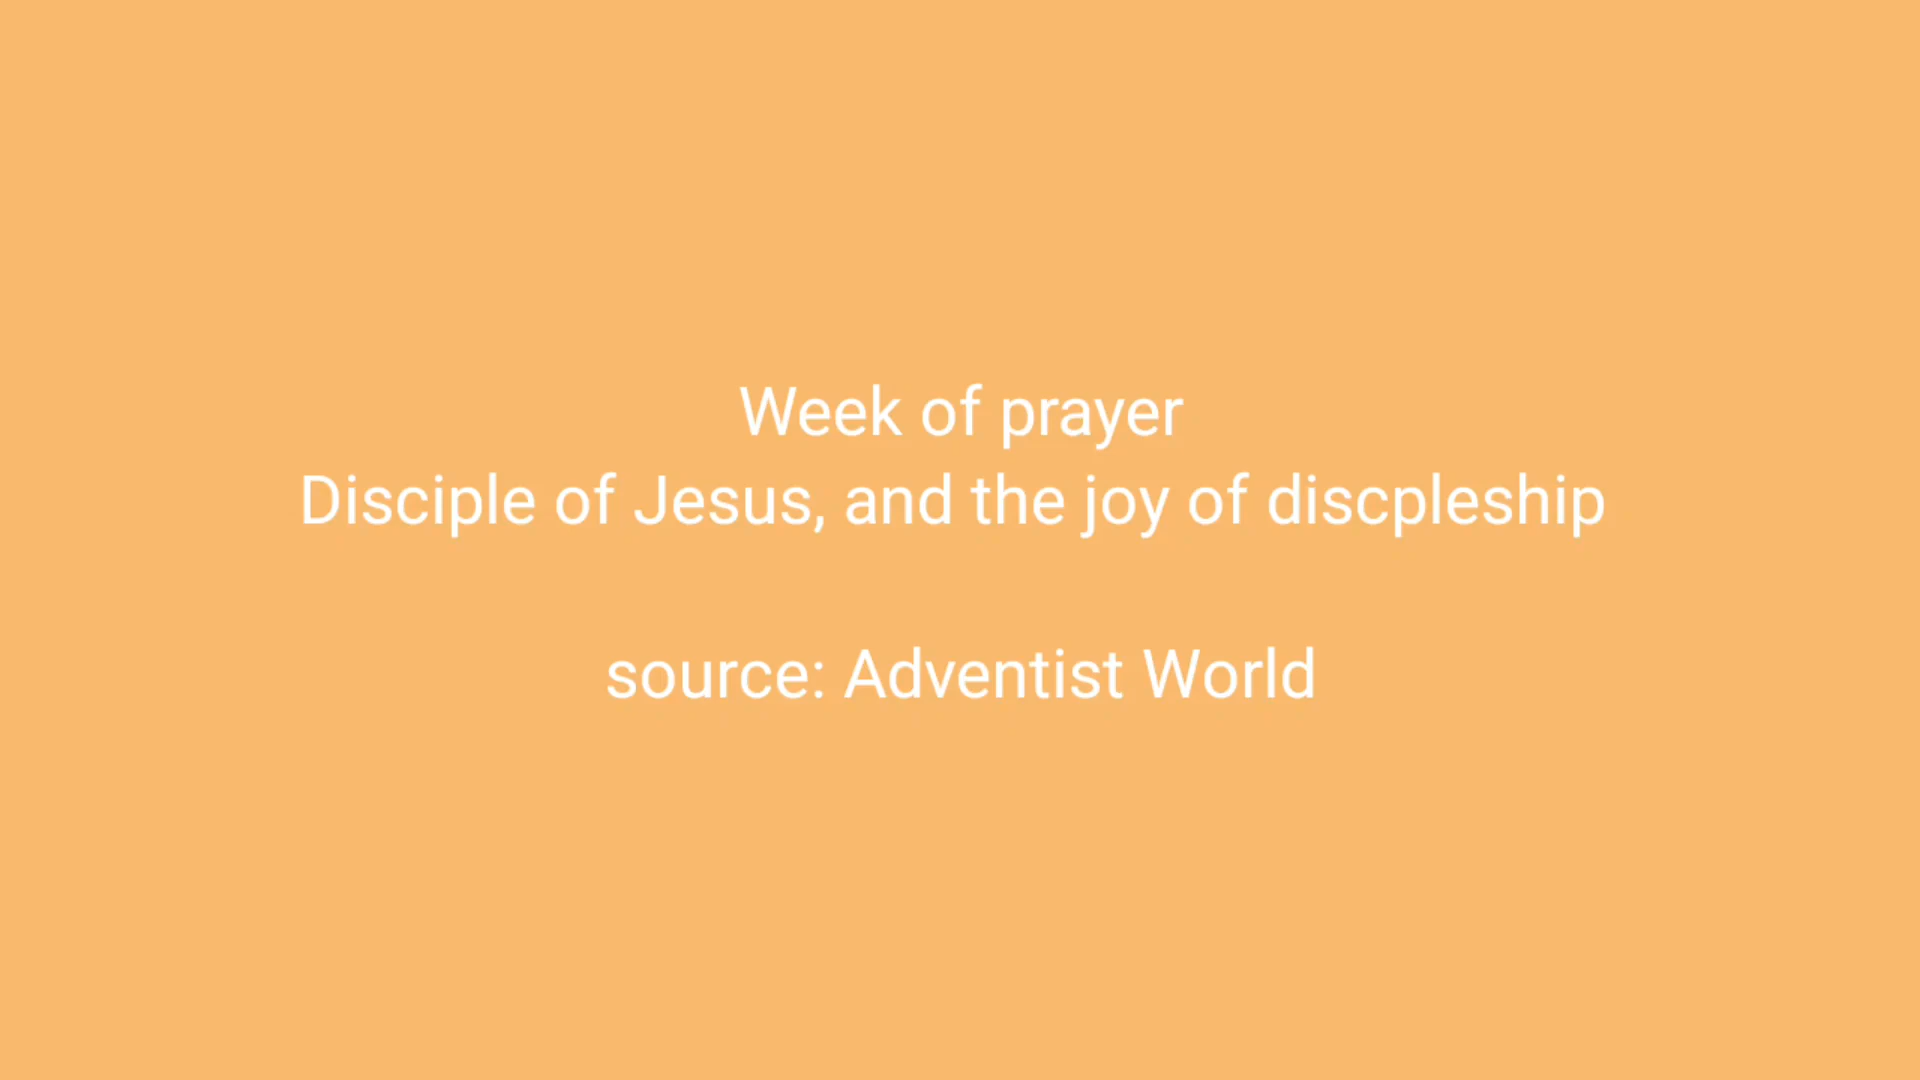 Week of prayer
Disciple of Jesus, and the joy of discpleship
source: Adventist World